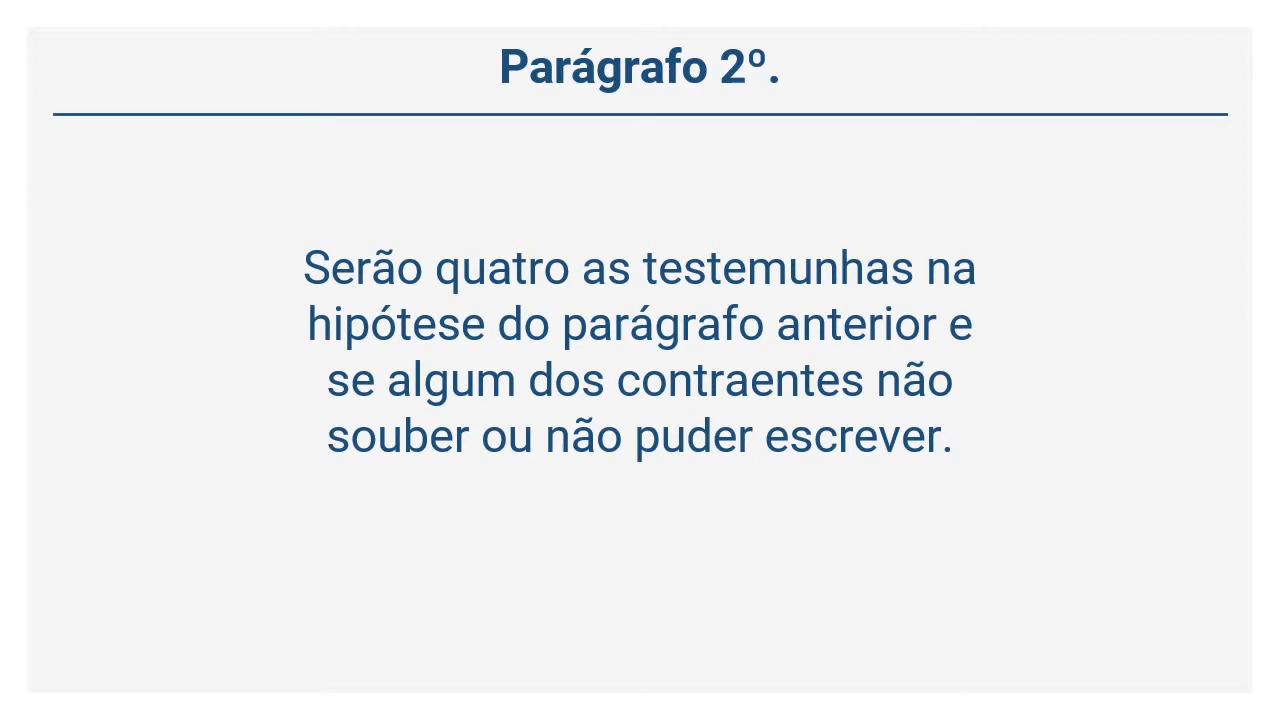 Parágrafo 2º.
Serão quatro as testemunhas na
hipótese do parágrafo anterior e
se algum dos contraentes não
souber ou não puder escrever.